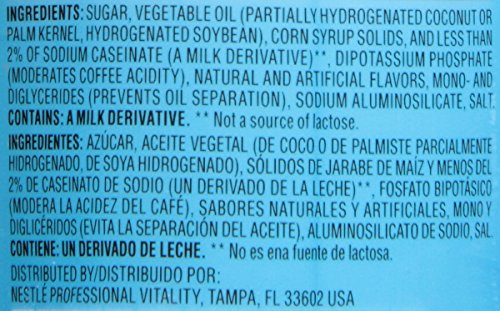 INGREDIENTS: SUGAR, VEGETABLE OIL (PARTIALLY HYDROGENATED COCONUT OR
PALM KERNEL, HYDROGENATED SOYBEAN), CORN SYRUP SOLIDS, AND LESS THAN
2% OF SODIUM CASEINATE (A MILK DERIVATIVE)**, DIPOTASSIUM PHOSPHATE
(MODERATES COFFEE ACIDITY), NATURAL AND ARTIFICIAL FLAVORS, MONO- AND
DIGLYCERIDES (PREVENTS OIL SEPARATION), SODIUM ALUMINOSILICATE, SALT.
CONTAINS: A MILK DERIVATIVE. ** Not a source of lactose.
INGREDIENTES: AZÚCAR, ACEITE VEGETAL (DE COCO O DE PALMISTE PARCIALMENTE
HIDROGENADO, DE SOYA HIDROGENADO), SÓLIDOS DE JARABE DE MAÍZ Y MENOS DEL
2% DE CASEINATO DE SODIO (UN DERIVADO DE LA LECHE)**, FOSFATO BIPOTÁSICO
(MODERA LA ACIDEZ DEL CAFÉ), SABORES NATURALES Y ARTIFICIALES, MONO Y
DIGLICÉRIDOS (EVITA LA SEPARACIÓN DEL ACEITE), ALUMINOSILICATO DE SODIO, SAL.
CONTIENE: UN DERIVADO DE LECHE. ** No es ena fuente de lactosa.
DISTRIBUTED BY/DISTRIBUIDO POR:
NESTLÉ PROFESSIONAL VITALITY, TAMPA, FL 33602 USA